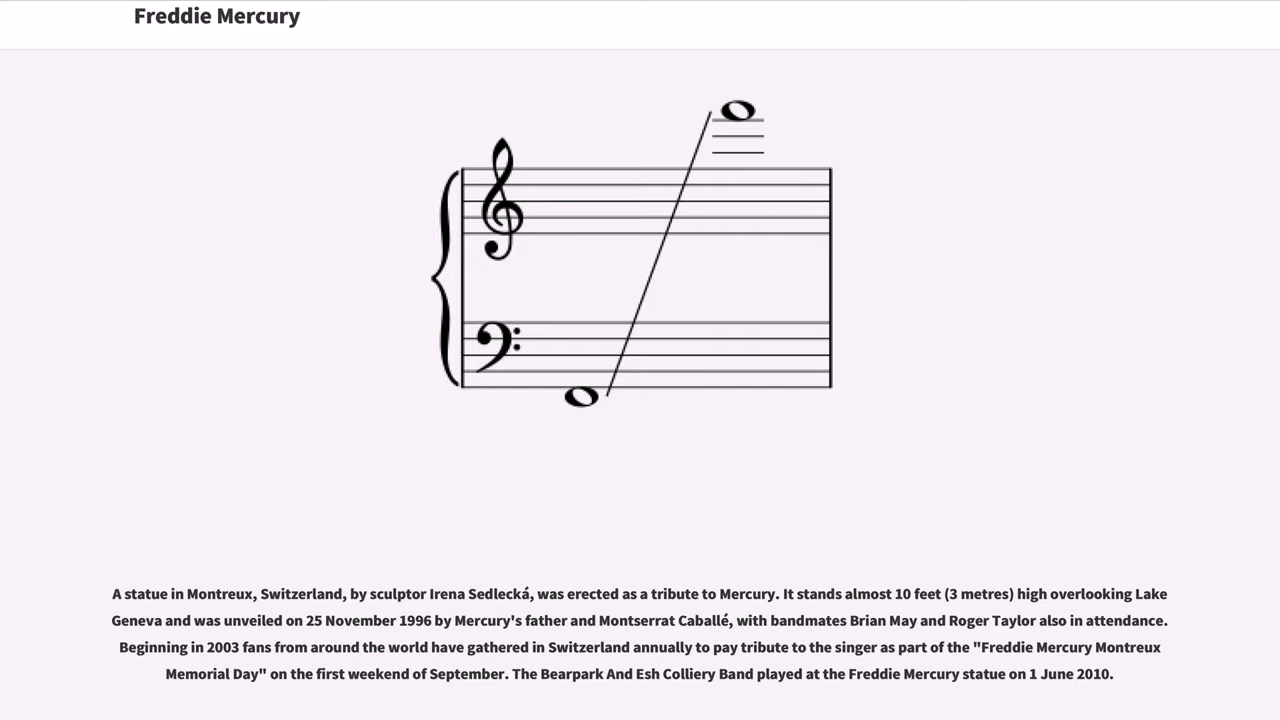 Freddie Mercury
A statue in Montreux, Switzerland, by sculptor Irena Sedlecká, was erected as a tribute to Mercury. It stands almost 10 feet (3 metres) high overlooking Lake
Geneva and was unveiled on 25 November 1996 by Mercury's father and Montserrat Caballé, with bandmates Brian May and Roger Taylor also in attendance.
Beginning in 2003 fans from around the world have gathered in Switzerland annually to pay tribute to the singer as part of the "Freddie Mercury Montreux
Memorial Day" on the first weekend of September. The Bearpark And Esh Colliery Band played at the Freddie Mercury statue on 1 June 2010.